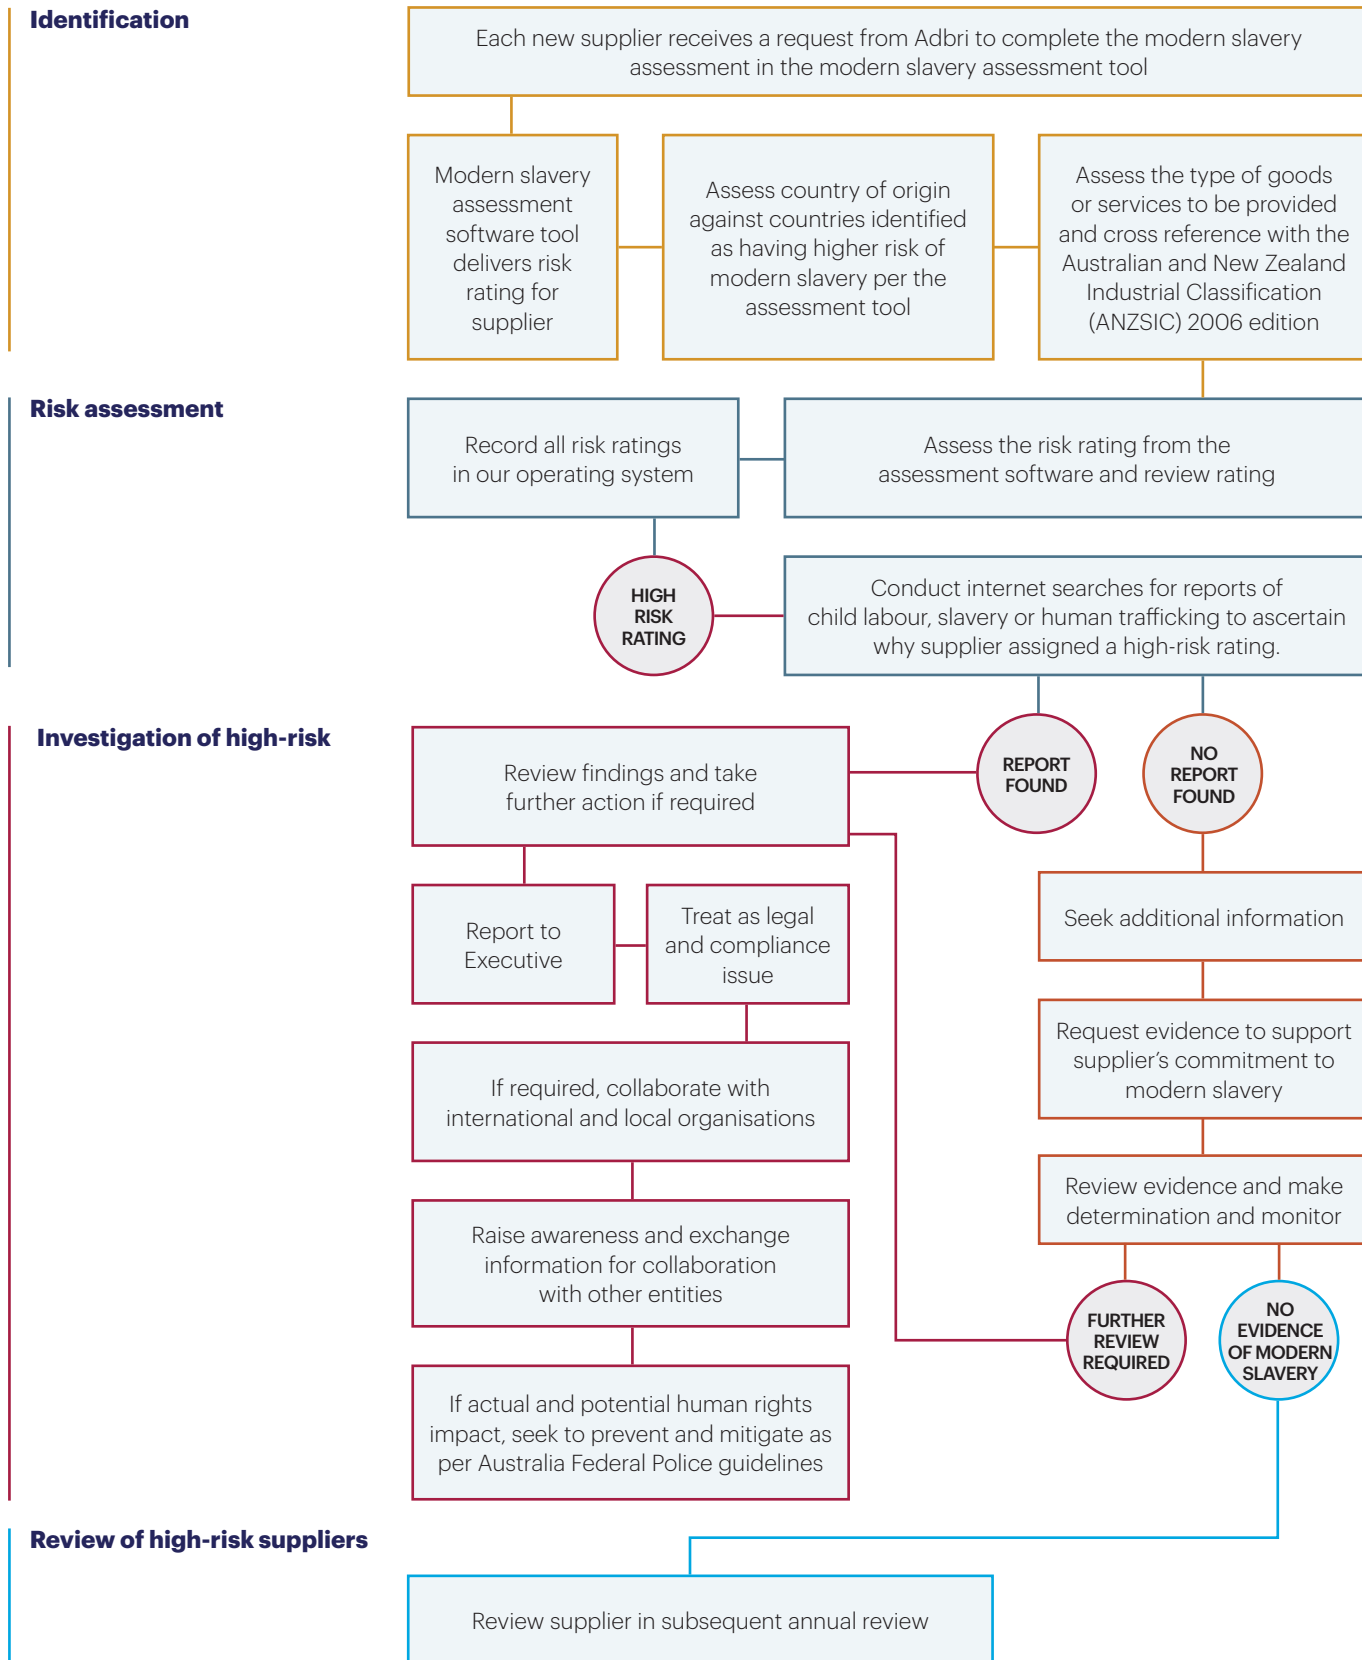 Identification
Each new supplier receives a request from Adbri to complete the modern slavery
assessment in the modern slavery assessment tool
Modern slavery
assessment
software tool
delivers risk
rating for
supplier
Assess country of origin
against countries identified
as having higher risk of
modern slavery per the
assessment tool
Assess the type of goods
or services to be provided
and cross reference with the
Australian and New Zealand
Industrial Classification
(ANZSIC) 2006 edition
Risk assessment
Record all risk ratings
in our operating system
Assess the risk rating from the
assessment software and review rating
HIGH
RISK
RATING
Conduct internet searches for reports of
child labour, slavery or human trafficking to ascertain
why supplier assigned a high-risk rating.
Investigation of high-risk
Review findings and take
further action if required
REPORT
FOUND
NO
REPORT
FOUND
Report to
Executive
Treat as legal
and compliance
issue
Seek additional information
If required, collaborate with
international and local organisations
Request evidence to support
supplier's commitment to
modern slavery
Raise awareness and exchange
information for collaboration
with other entities
Review evidence and make
determination and monitor
FURTHER
REVIEW
REQUIRED
NO
EVIDENCE
OF MODERN
SLAVERY
If actual and potential human rights
impact, seek to prevent and mitigate as
per Australia Federal Police guidelines
Review of high-risk suppliers
Review supplier in subsequent annual review